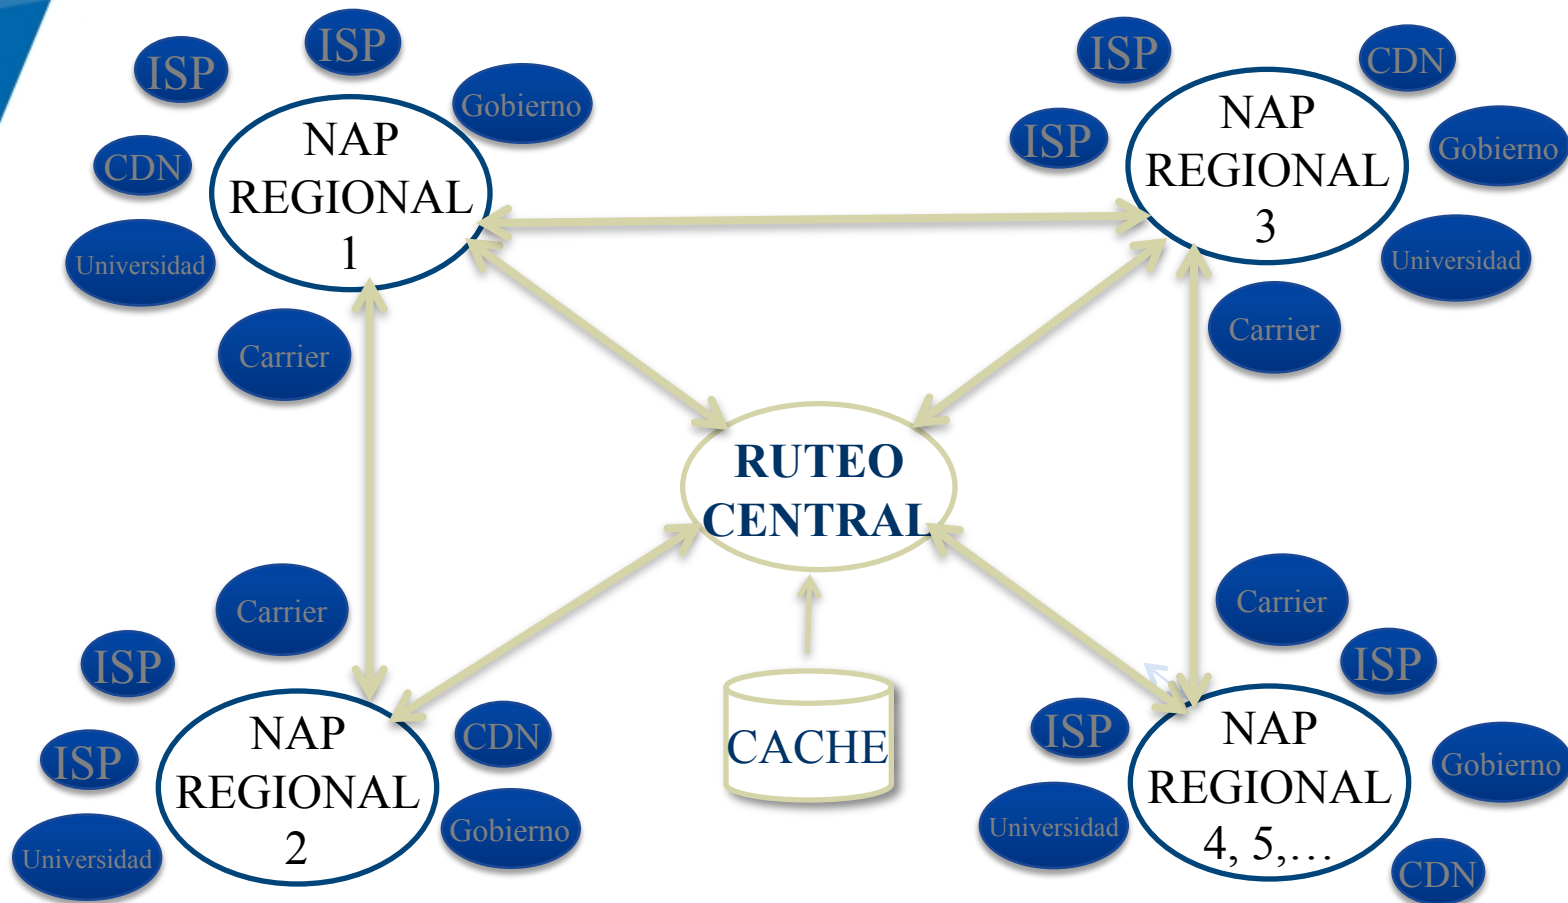 ISP
ISP
Gobierno
CDN
Universidad
Carrier
NAP
REGIONAL
1
ISP
CDN
ISP
Gobierno
Universidad
Carrier
NAP
REGIONAL
3
RUTEO
CENTRAL
CACHE
Carrier
ISP
ISP
Universidad
CDN
Gobierno
NAP
REGIONAL
2
Carrier
ISP
ISP
Gobierno
Universidad
CDN
NAP
REGIONAL
4, 5,...